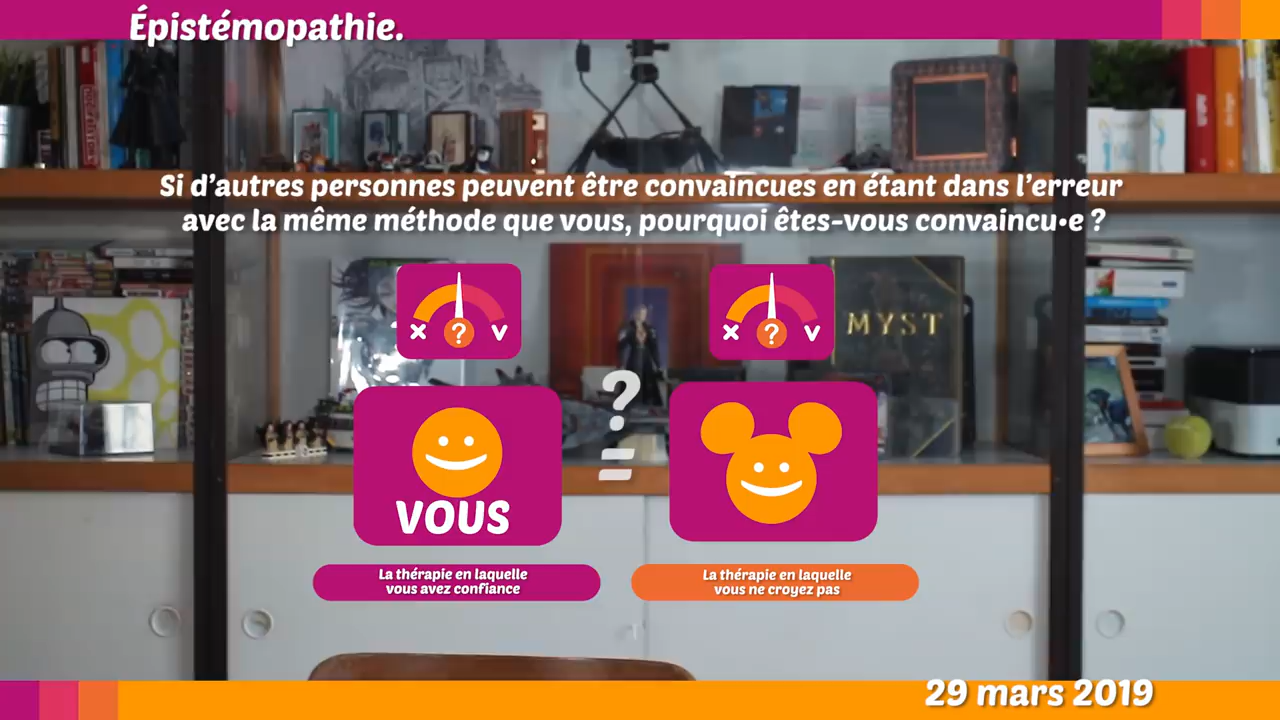 Épistémopathie.
Si d’autres personnes peuvent être convaincues en étant dans l’erreur
avec la même méthode que vous, pourquoi êtes-vous convaincu•e ?
X ? V
X ? V
MYST
?
=
VOUS
La thérapie en laquelle
vous avez confiance
La thérapie en laquelle
vous ne croyez pas
29 mars 2019